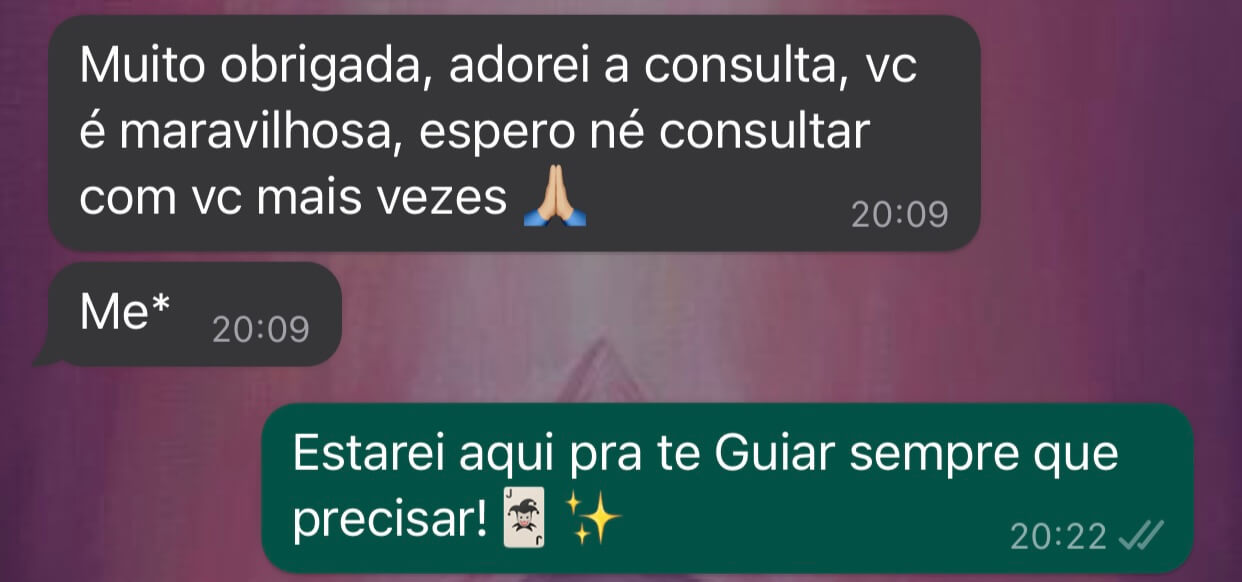 Muito obrigada, adorei a consulta, vc
é maravilhosa, espero né consultar
com vc mais vezes 🙏🏼
20:09
Me*
20:09
Estarei aqui pra te Guiar sempre que
precisar! 🃏 ✨
20:22